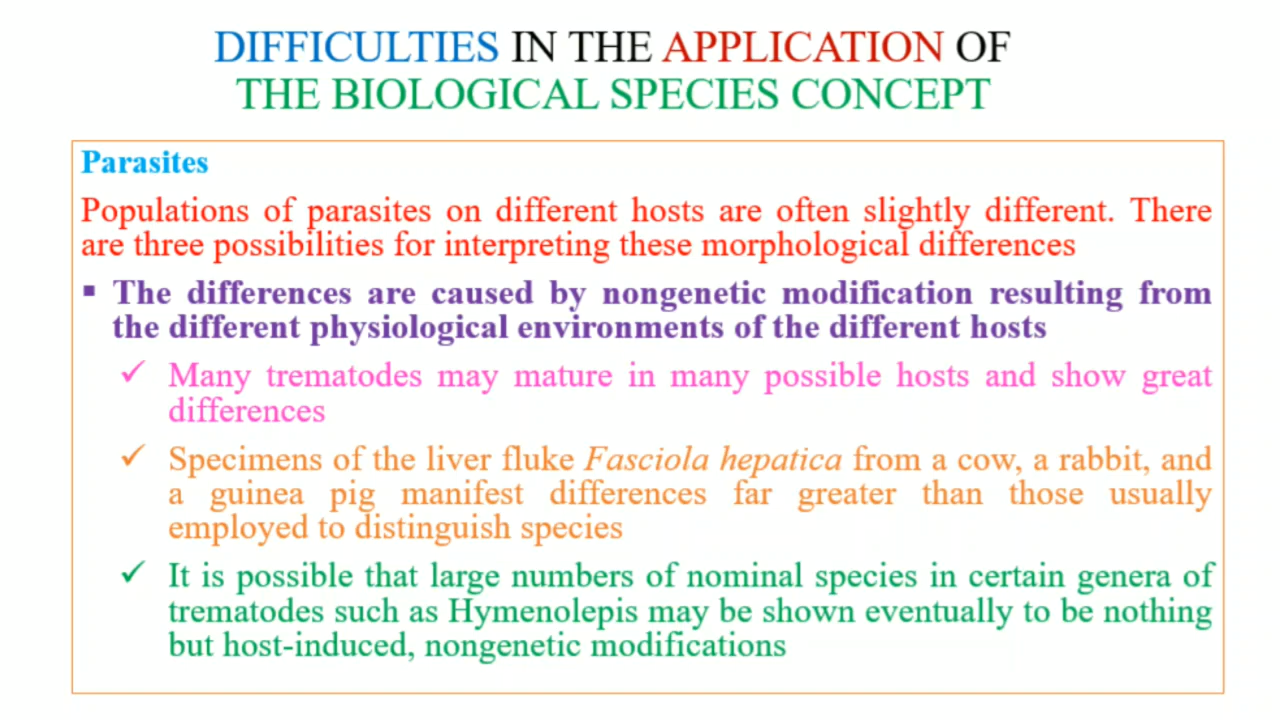 DIFFICULTIES IN THE APPLICATION OF
THE BIOLOGICAL SPECIES CONCEPT
Parasites
Populations of parasites on different hosts are often slightly different. There
are three possibilities for interpreting these morphological differences
▪ The differences are caused by nongenetic modification resulting from
the different physiological environments of the different hosts
✓ Many trematodes may mature in many possible hosts and show great
differences
✓ Specimens of the liver fluke Fasciola hepatica from a cow, a rabbit, and
a guinea pig manifest differences far greater than those usually
employed to distinguish species
✓ It is possible that large numbers of nominal species in certain genera of
trematodes such as Hymenolepis may be shown eventually to be nothing
but host-induced, nongenetic modifications